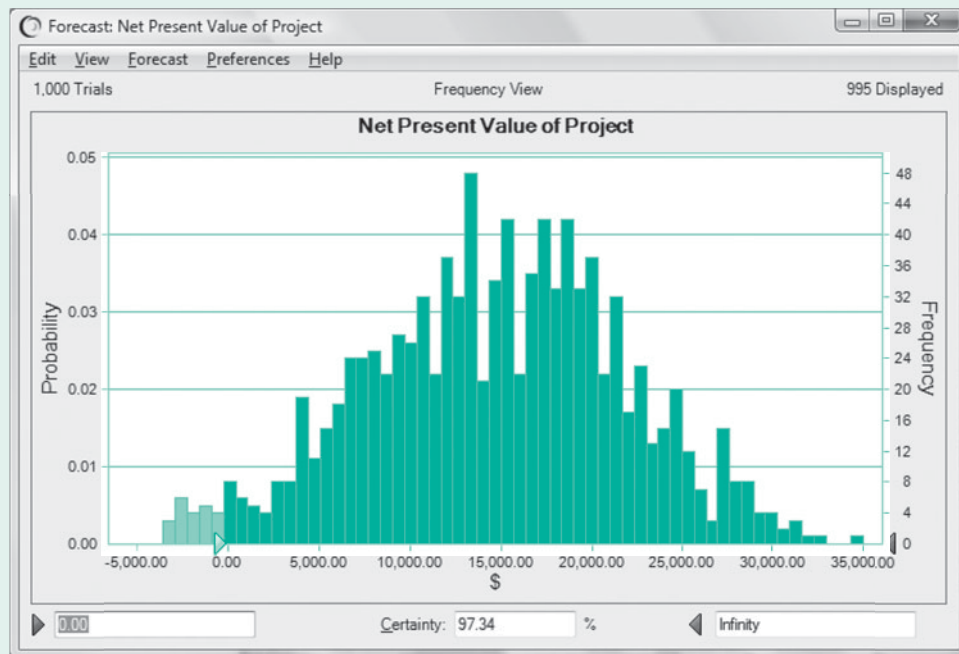 Forecast: Net Present Value of Project
Edit View Forecast Preferences Help
1,000 Trials Frequency View 995 Displayed
Net Present Value of Project
0.05
0.04
0.03
0.02
0.01
0.00
Probability
48
44
40
36
32
28
24
20
16
12
8
4
0
Frequency
-5,000.00 0.00 5,000.00 10,000.00 15,000.00 20,000.00 25,000.00 30,000.00 35,000.00
$
0.00 Certainty: 97.34 % Infinity